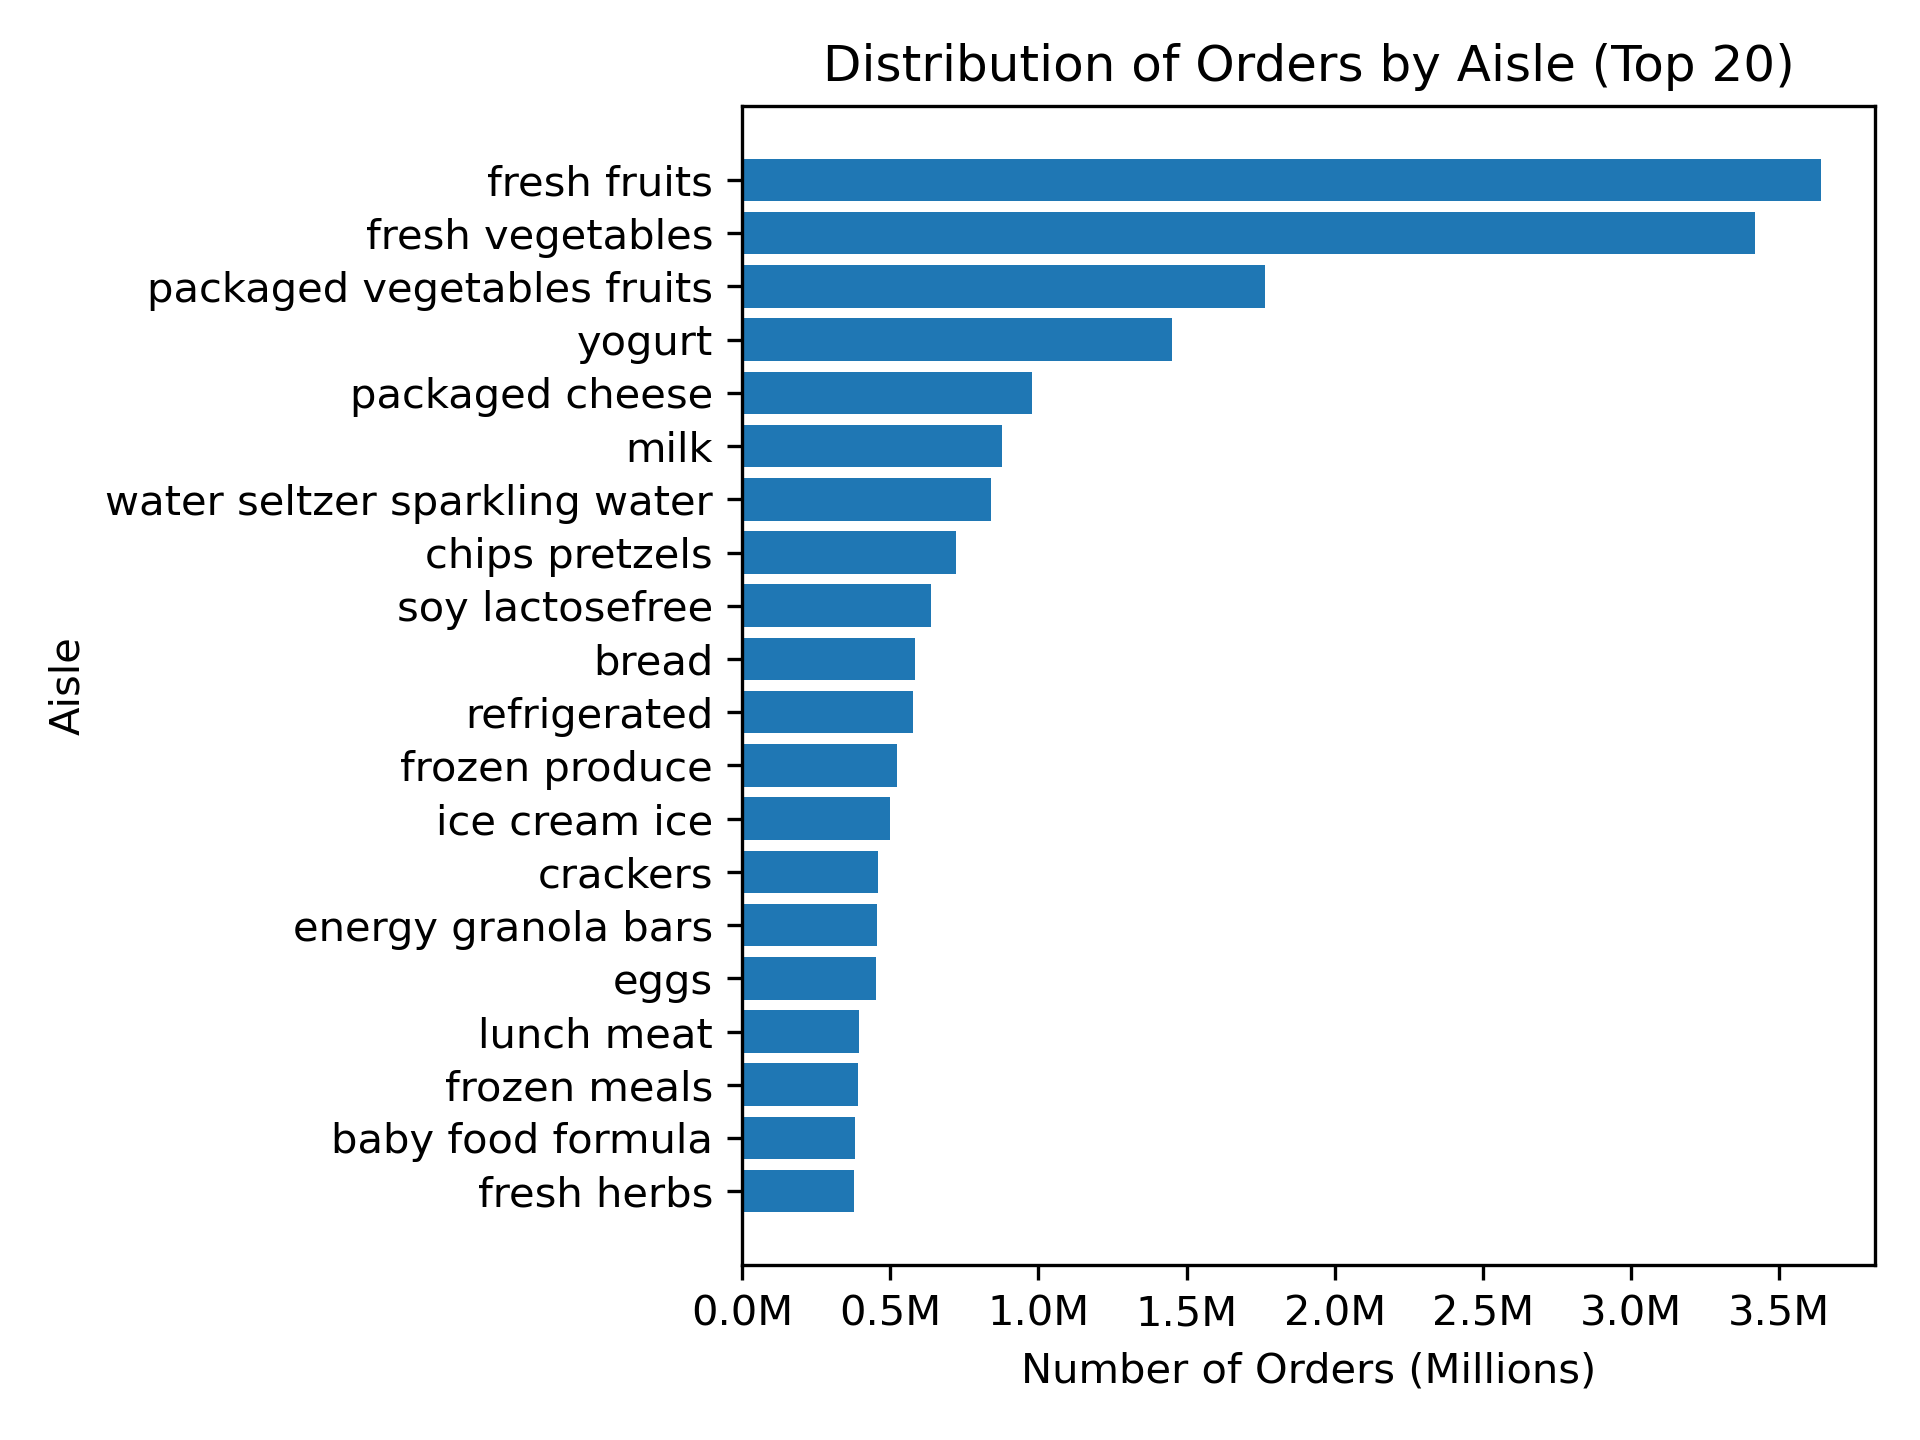 Distribution of Orders by Aisle (Top 20)
fresh fruits
fresh vegetables
packaged vegetables fruits
yogurt
packaged cheese
milk
water seltzer sparkling water
chips pretzels
soy lactosefree
bread
refrigerated
frozen produce
ice cream ice
crackers
energy granola bars
eggs
lunch meat
frozen meals
baby food formula
fresh herbs
Aisle
0.0M 0.5M 1.0M 1.5M 2.0M 2.5M 3.0M 3.5M
Number of Orders (Millions)